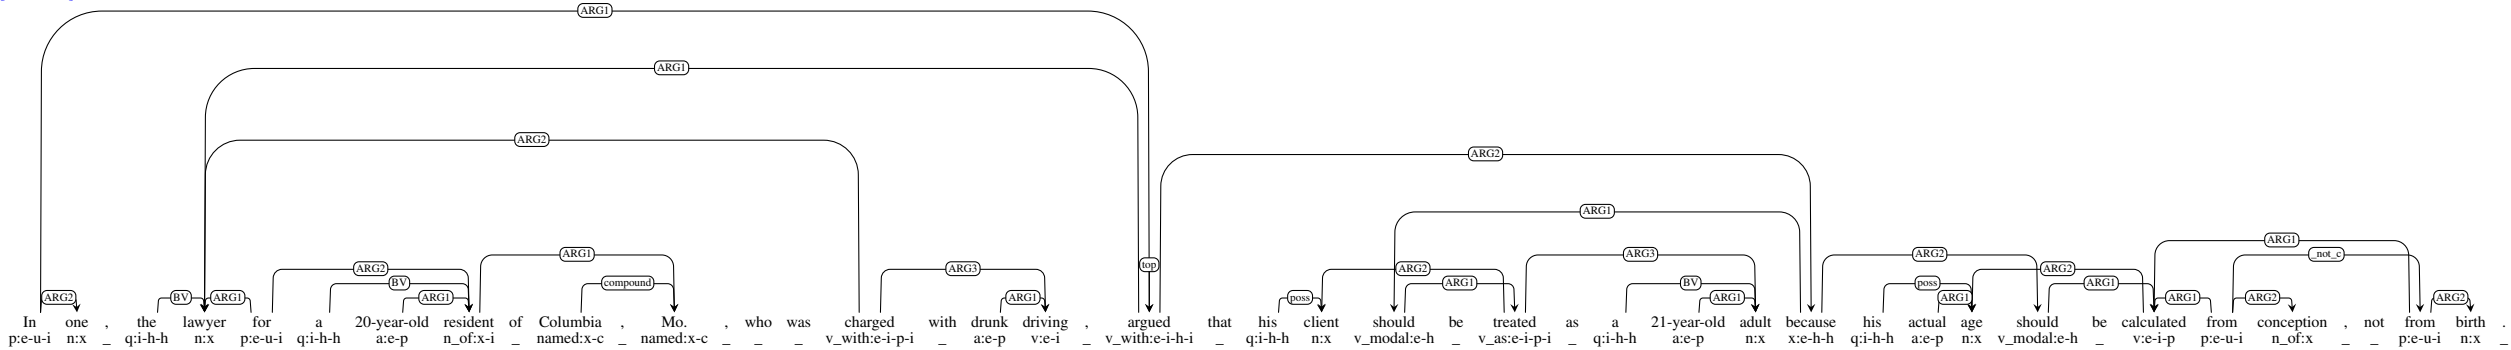 ARG1
ARG1
ARG2
ARG2
ARG1
ARG1 ARG1 ARG2 ARG1
ARG2 _not_c
top
ARG2 ARG3 ARG2 ARG3 ARG2
BV compound ARG1 BV poss ARG1
ARG2 BV ARG1 ARG1 ARG1 poss ARG1 ARG1 ARG1 ARG2 ARG2
In one , the lawyer for a 20-year-old resident of Columbia , Mo. , who was charged with drunk driving , argued that his client should be treated as a 21-year-old adult because his actual age should be calculated from conception , not from birth .
p:e-u-i n:x _ q:i-h-h n:x p:e-u-i q:i-h-h a:e-p n_of:x-i _ named:x-c _ named:x-c _ _ _ v_with:e-i-p-i _ a:e-p v:e-i _ v_with:e-i-h-i _ q:i-h-h n:x v_modal:e-h _ v_as:e-i-p-i _ q:i-h-h a:e-p n:x x:e-h-h q:i-h-h a:e-p n:x v_modal:e-h _ v:e-i-p p:e-u-i n_of:x _ _ p:e-u-i n:x _